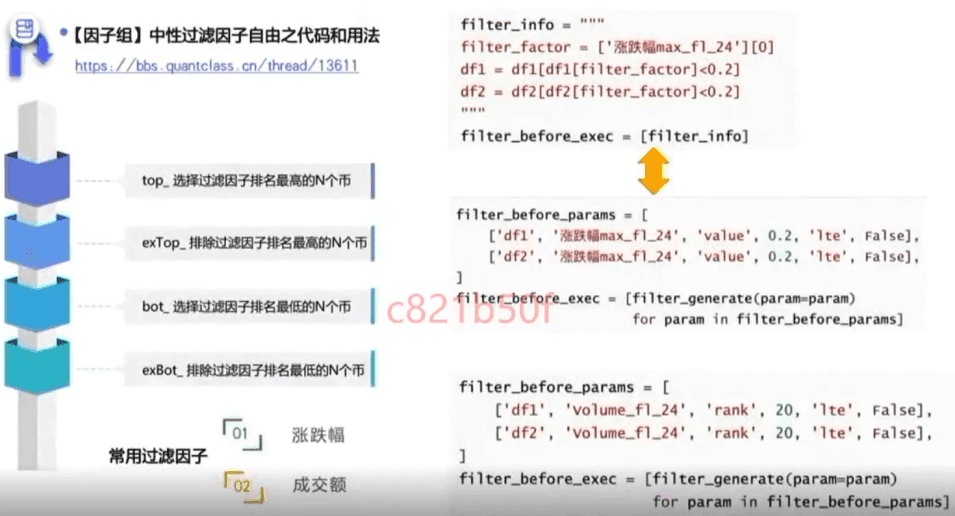 【因子组】中性过滤因子自由之代码和用法
https://bbs.quantclass.cn/thread/13611
top_ 选择过滤因子排名最高的N个币
exTop_ 排除过滤因子排名最高的N个币
bot_ 选择过滤因子排名最低的N个币
exBot_ 排除过滤因子排名最低的N个币
常用过滤因子
01 涨跌幅
02 成交额
filter_info = """
filter_factor = ['涨跌幅max_fl_24'][0]
df1 = df1[df1[filter_factor]<0.2]
df2 = df2[df2[filter_factor]<0.2]
"""
filter_before_exec = [filter_info]
filter_before_params = [
['df1', '涨跌幅max_fl_24', 'value', 0.2, 'lte', False],
['df2', '涨跌幅max_fl_24', 'value', 0.2, 'lte', False],
]
filter_before_exec = [filter_generate(param=param)
for param in filter_before_params]
c821b50f
filter_before_params = [
['df1', 'Volume_fl_24', 'rank', 20, 'lte', False],
['df2', 'Volume_fl_24', 'rank', 20, 'lte', False],
]
filter_before_exec = [filter_generate(param=param)
for param in filter_before_params]